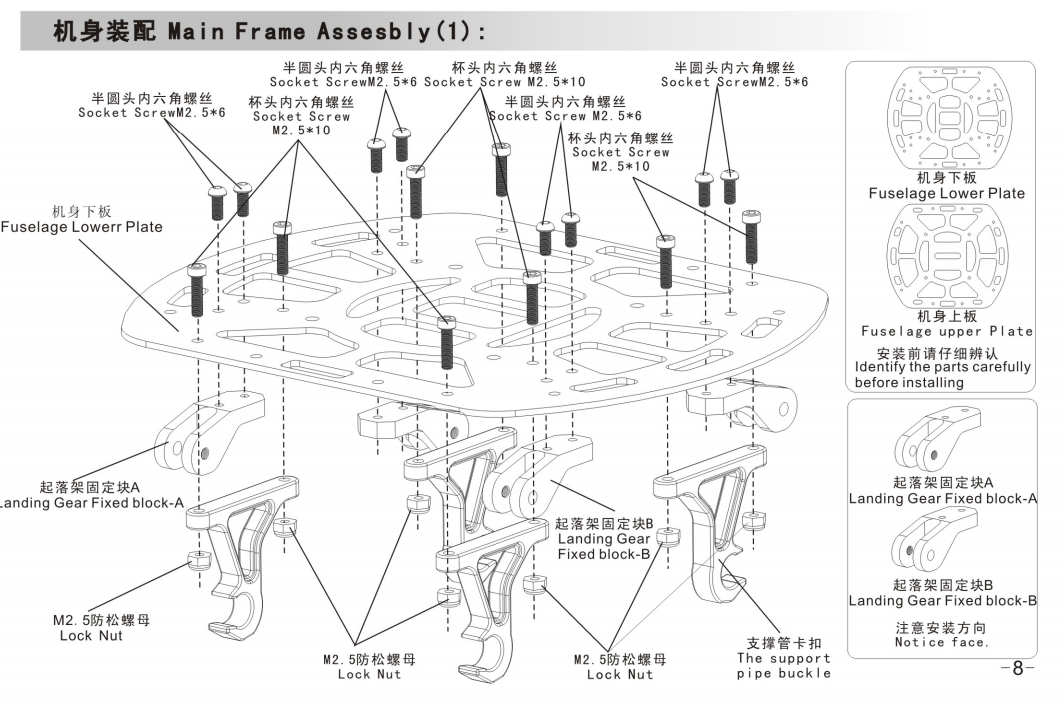 机身装配 Main Frame Assesbly(1):
半圆头内六角螺丝
Socket ScrewM2.5*6
杯头内六角螺丝
Socket Screw M2.5*10
半圆头内六角螺丝
Socket ScrewM2.5*6
半圆头内六角螺丝
Socket ScrewM2.5*6
杯头内六角螺丝
Socket Screw
M2.5*10
半圆头内六角螺丝
Socket Screw M2.5*6
杯头内六角螺丝
Socket Screw
M2.5*10
机身下板
Fuselage Lowerr Plate
起落架固定块A
Landing Gear Fixed block-A
起落架固定块B
Landing Gear
Fixed block-B
M2.5防松螺母
Lock Nut
M2.5防松螺母
Lock Nut
M2.5防松螺母
Lock Nut
支撑管卡扣
The support
pipe buckle
机身下板
Fuselage Lower Plate
机身上板
Fuselage upper Plate
安装前请仔细辨认
Identify the parts carefully
before installing
起落架固定块A
Landing Gear Fixed block-A
起落架固定块B
Landing Gear Fixed block-B
注意安装方向
Notice face.
-8-